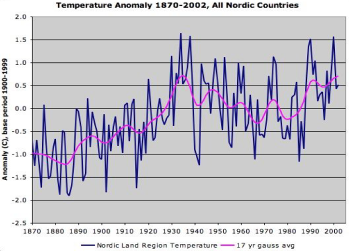 Temperature Anomaly 1870-2002, All Nordic Countries
Anomaly (C), base period 1900-1999
2.0
1.5
1.0
0.5
0.0
-0.5
-1.0
-1.5
-2.0
-2.5
1870 1880 1890 1900 1910 1920 1930 1940 1950 1960 1970 1980 1990 2000
Nordic Land Region Temperature 17 yr gauss avg